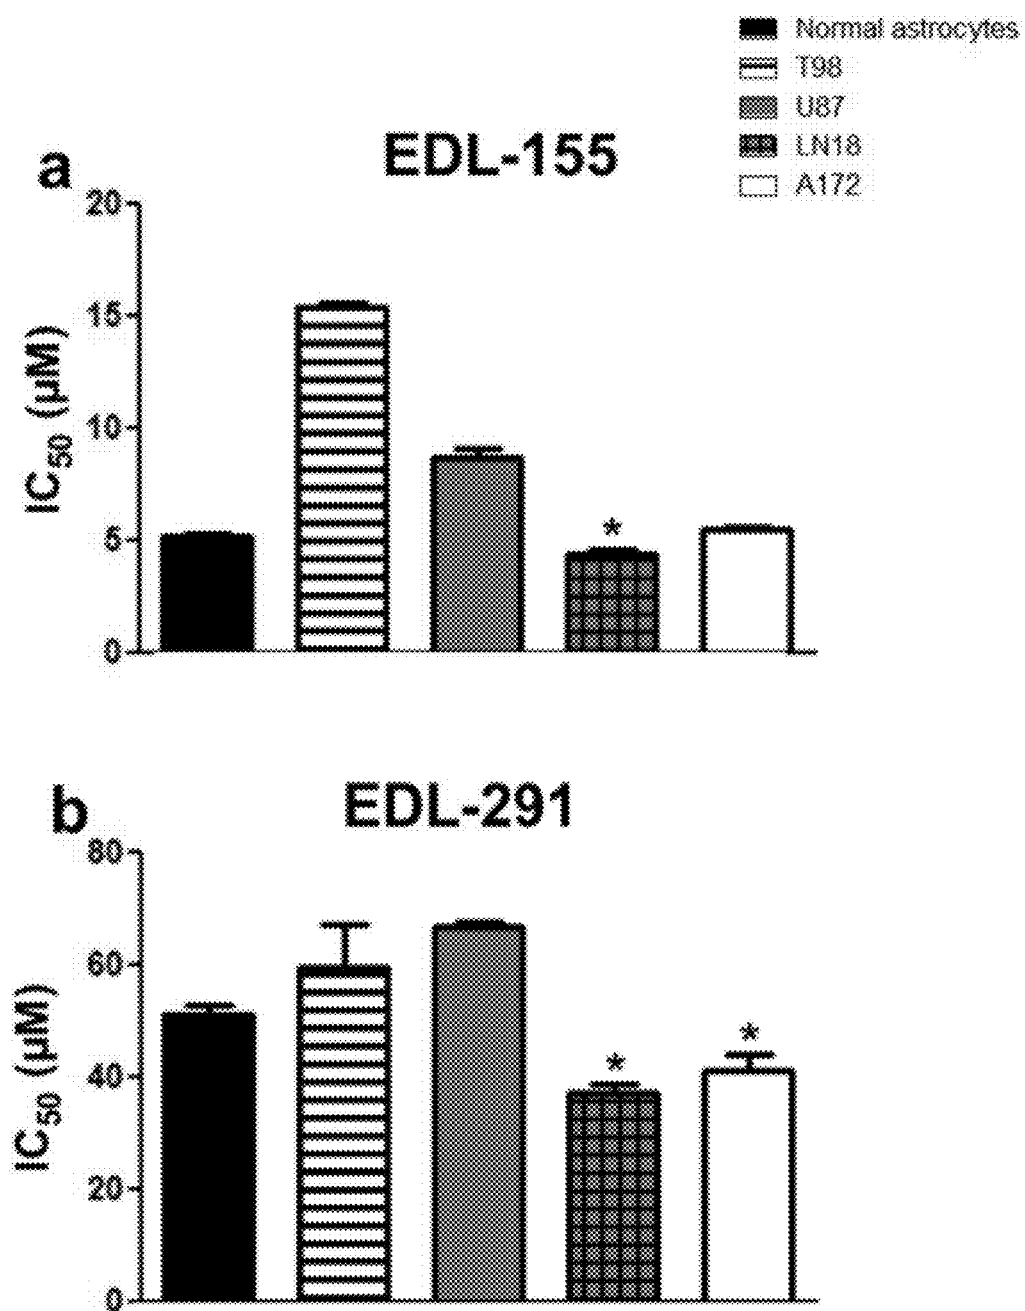 Normal astrocytes
T98
U87
LN18
A172
a
EDL-155
20
15
10
5
0
IC50 (µM)
*
b
EDL-291
80
60
40
20
0
IC50 (µM)
*
*